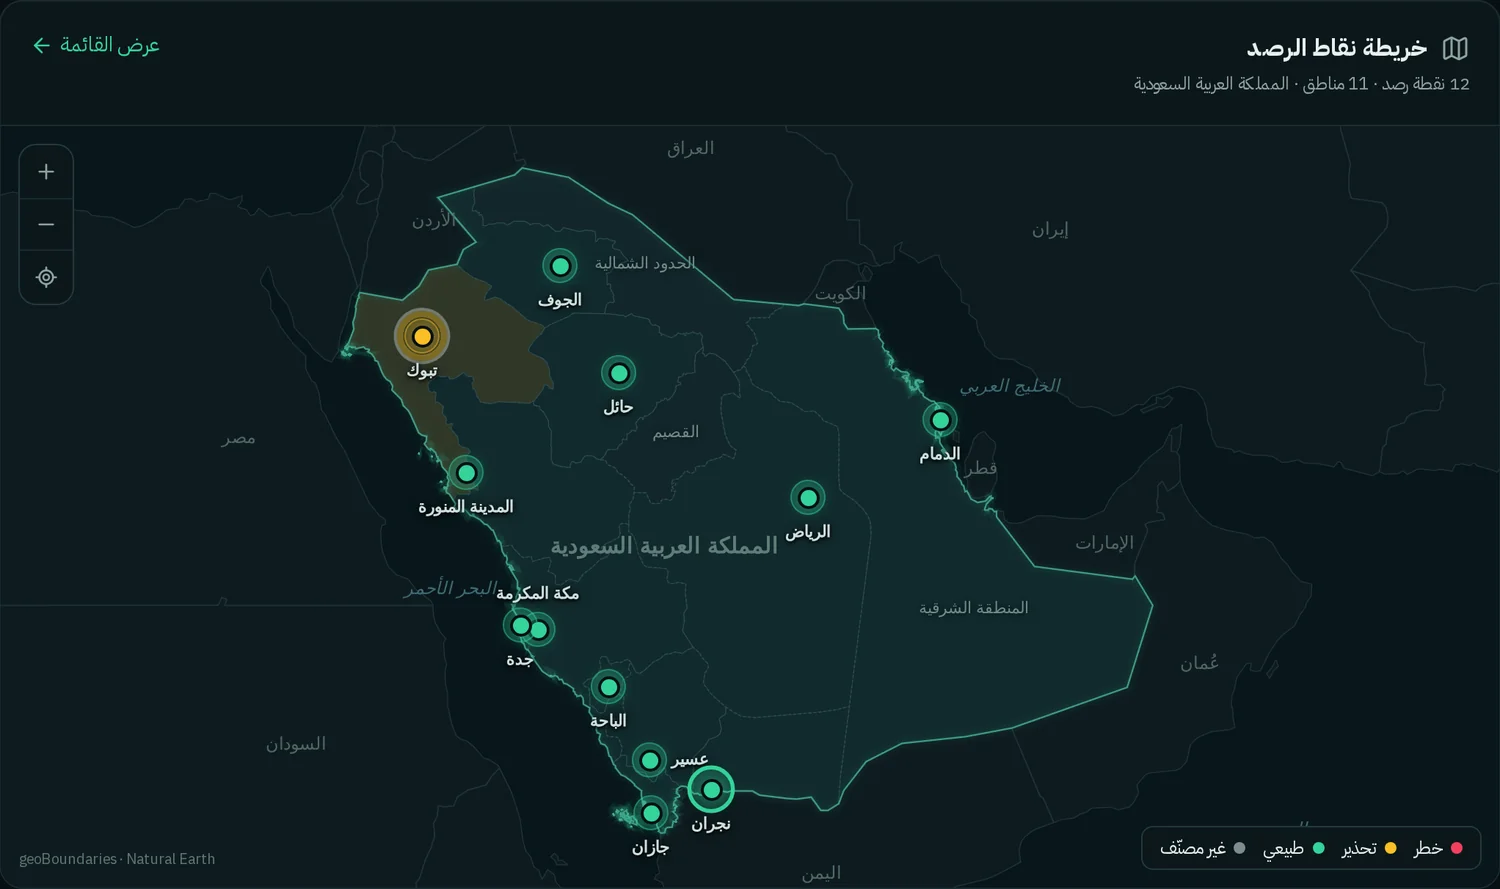 خريطة نقاط الرصد
عرض القائمة ←
12 نقطة رصد · 11 مناطق · المملكة العربية السعودية
+
−
العراق
الأردن
إيران
الحدود الشمالية
الجوف
الكويت
تبوك
حائل
الخليج العربي
القصيم
مصر
الدمام
قطر
المدينة المنورة
الرياض
المملكة العربية السعودية
الإمارات
البحر الأحمر
مكة المكرمة
المنطقة الشرقية
جدة
عُمان
الباحة
السودان
عسير
نجران
جازان
خطر
تحذير
طبيعي
غير مصنّف
geoBoundaries · Natural Earth
اليمن